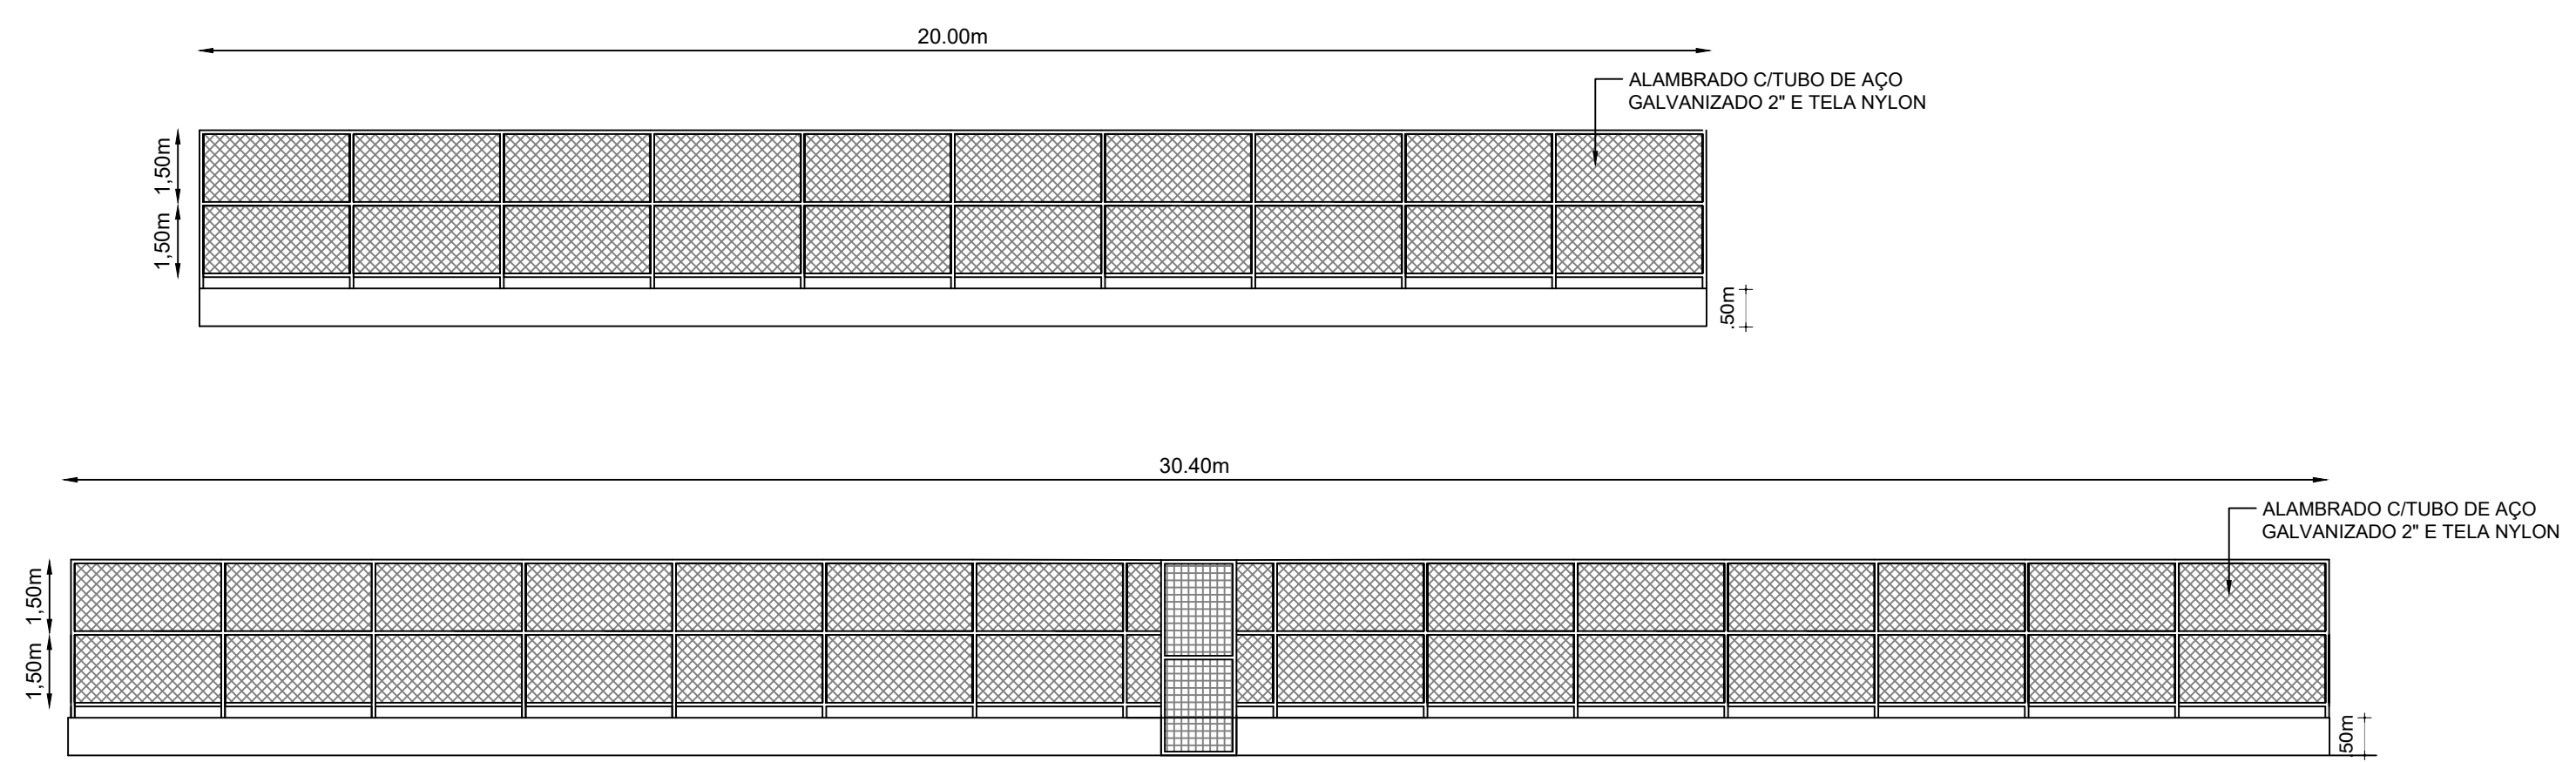 20.00m
ALAMBRADO C/TUBO DE AÇO
GALVANIZADO 2" E TELA NYLON
1,50m
1,50m
.50m
30.40m
ALAMBRADO C/TUBO DE AÇO
GALVANIZADO 2" E TELA NYLON
1,50m
1,50m
.50m